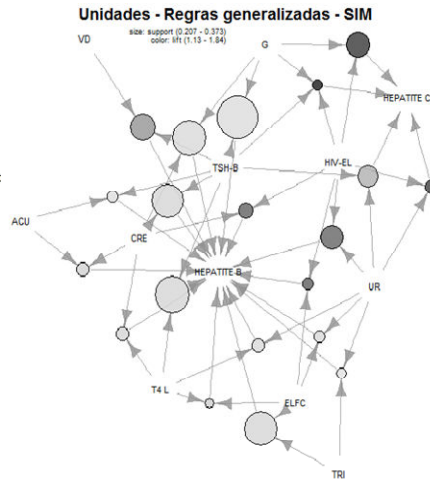 Unidades - Regras generalizadas - SIM
size: support (0.207 - 0.373)
color: lift (1.13 - 1.84)
VD
G
HEPATITE C
TSH-B
HIV-EL
ACU
CRE
HEPATITE B
UR
T4 L
ELFC
TRI